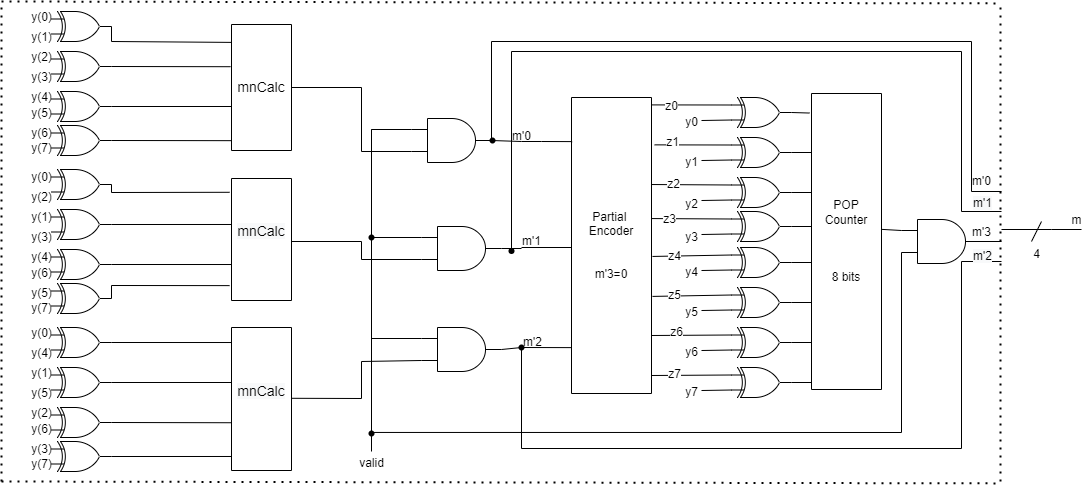 y(0)
y(1)
y(2)
y(3)
y(4)
y(5)
y(6)
y(7)
mnCalc
y(0)
y(2)
y(1)
y(3)
y(4)
y(6)
y(5)
y(7)
mnCalc
y(0)
y(4)
y(1)
y(5)
y(2)
y(6)
y(3)
y(7)
mnCalc
valid
m'0
m'1
m'2
Partial
Encoder
m'3=0
z0
y0
z1
y1
z2
y2
z3
y3
z4
y4
z5
y5
z6
y6
z7
y7
POP
Counter
8 bits
m'0
m'1
m'3
m'2
m
4